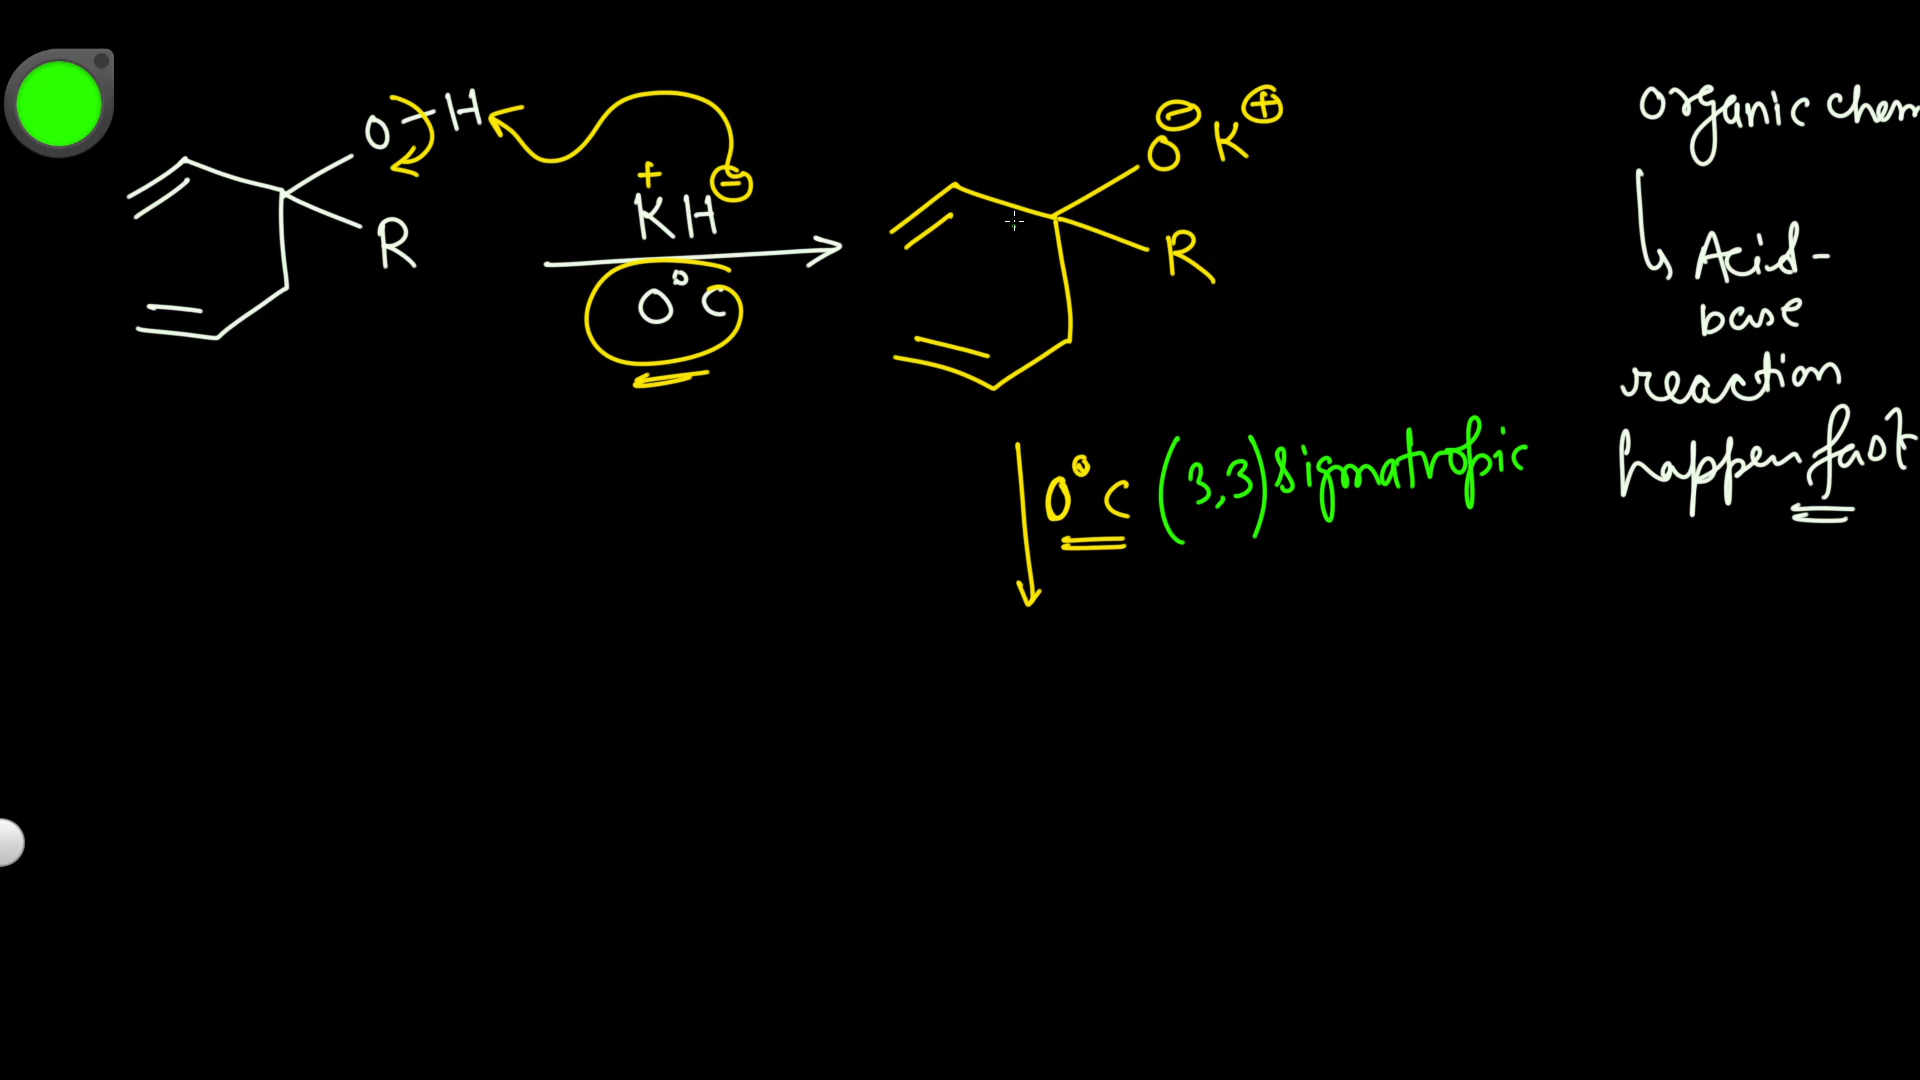 O-H
R
+ ⊖
KH
0°C
⊖ ⊕
O K
R
0°C (3,3) sigmatropic
organic chem
↳ Acid-
base
reaction
happen fast